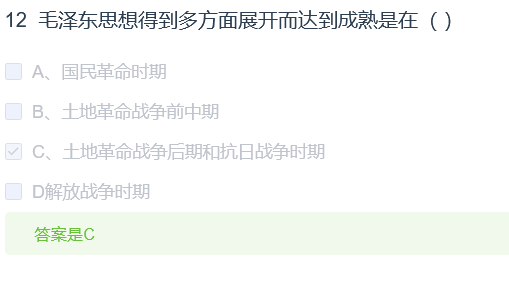 12 毛泽东思想得到多方面展开而达到成熟是在（ ）
A、国民革命时期
B、土地革命战争前中期
C、土地革命战争后期和抗日战争时期
D解放战争时期
答案是C